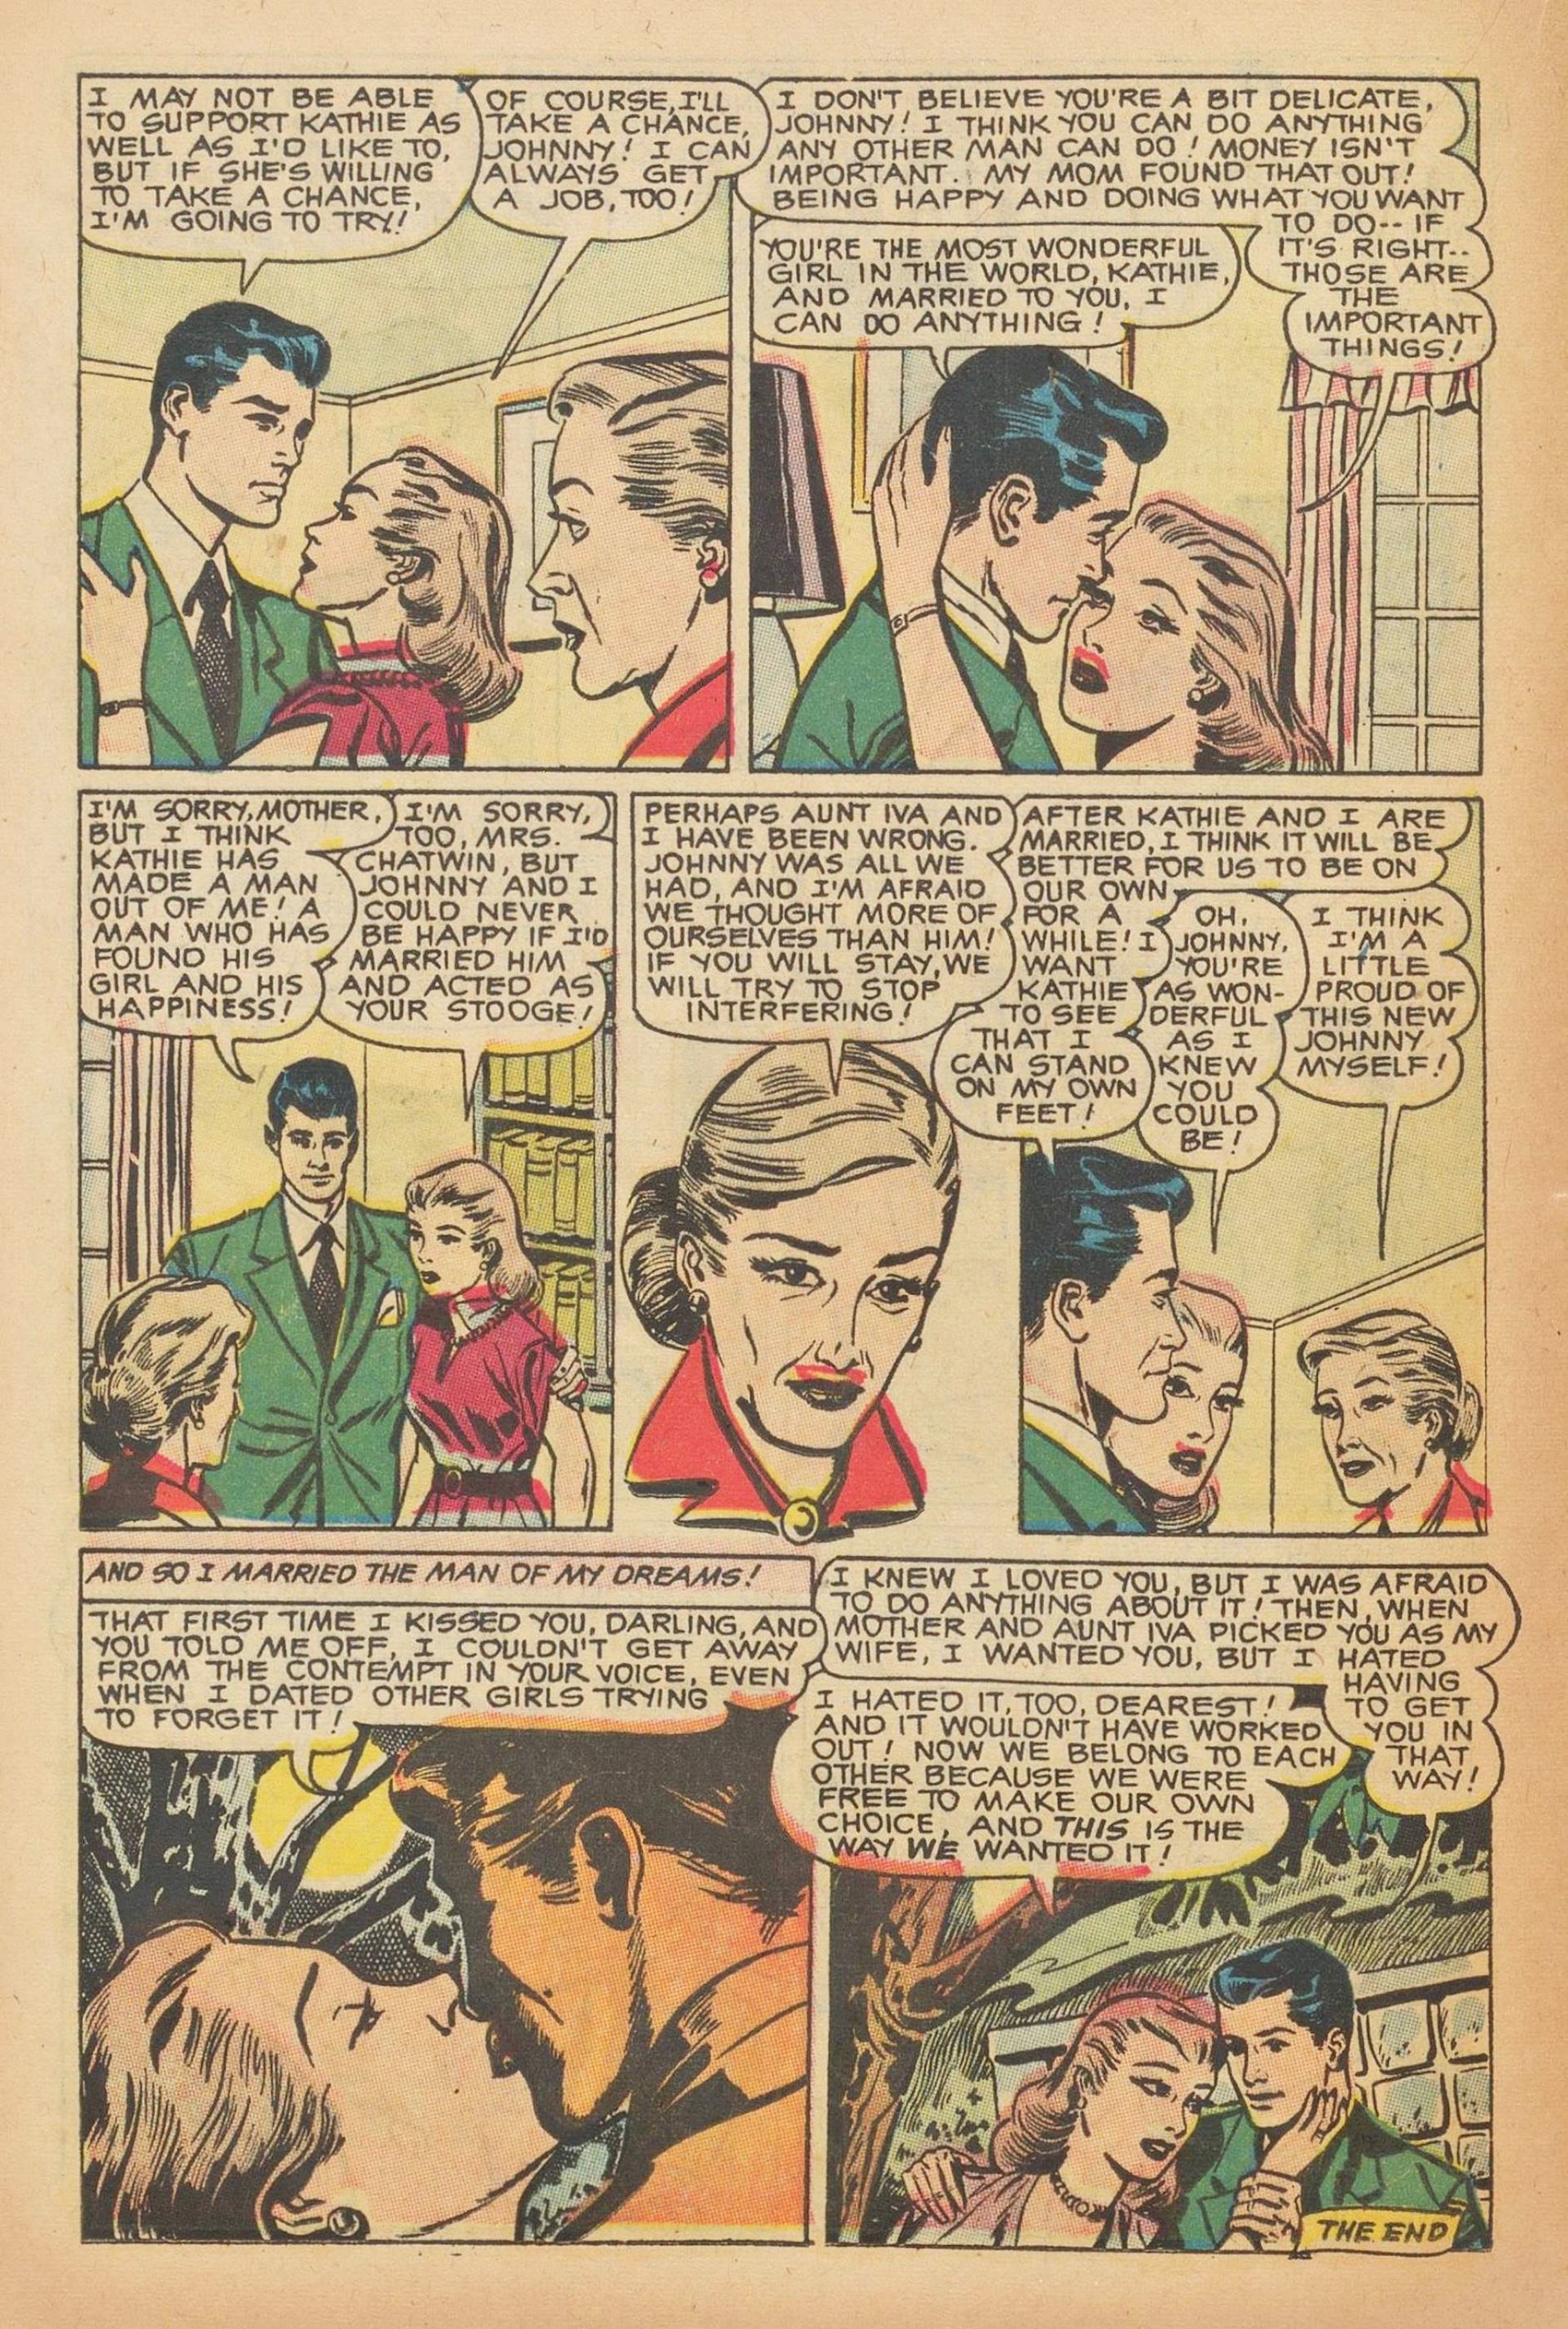 I MAY NOT BE ABLE
TO SUPPORT KATHIE AS
WELL AS I'D LIKE TO,
BUT IF SHE'S WILLING
TO TAKE A CHANCE,
I'M GOING TO TRY!
OF COURSE, I'LL
TAKE A CHANCE,
JOHNNY! I CAN
ALWAYS GET
A JOB, TOO!
I DON'T BELIEVE YOU'RE A BIT DELICATE,
JOHNNY! I THINK YOU CAN DO ANYTHING
ANY OTHER MAN CAN DO! MONEY ISN'T
IMPORTANT. MY MOM FOUND THAT OUT!
BEING HAPPY AND DOING WHAT YOU WANT
TO DO-- IF
IT'S RIGHT--
THOSE ARE
THE
IMPORTANT
THINGS!
YOU'RE THE MOST WONDERFUL
GIRL IN THE WORLD, KATHIE,
AND MARRIED TO YOU, I
CAN DO ANYTHING!
I'M SORRY, MOTHER,
BUT I THINK
KATHIE HAS
MADE A MAN
OUT OF ME! A
MAN WHO HAS
FOUND HIS
GIRL AND HIS
HAPPINESS!
I'M SORRY,
TOO, MRS.
CHATWIN, BUT
JOHNNY AND I
COULD NEVER
BE HAPPY IF I'D
MARRIED HIM
AND ACTED AS
YOUR STOOGE!
PERHAPS AUNT IVA AND
I HAVE BEEN WRONG.
JOHNNY WAS ALL WE
HAD, AND I'M AFRAID
WE THOUGHT MORE OF
OURSELVES THAN HIM!
IF YOU WILL STAY, WE
WILL TRY TO STOP
INTERFERING!
AFTER KATHIE AND I ARE
MARRIED, I THINK IT WILL BE
BETTER FOR US TO BE ON
OUR OWN
FOR A
WHILE! I
WANT
KATHIE
TO SEE
THAT I
CAN STAND
ON MY OWN
FEET!
OH,
JOHNNY,
YOU'RE
AS WON-
DERFUL
AS I
KNEW
YOU
COULD
BE!
I THINK
I'M A
LITTLE
PROUD OF
THIS NEW
JOHNNY
MYSELF!
AND SO I MARRIED THE MAN OF MY DREAMS!
THAT FIRST TIME I KISSED YOU, DARLING, AND
YOU TOLD ME OFF, I COULDN'T GET AWAY
FROM THE CONTEMPT IN YOUR VOICE, EVEN
WHEN I DATED OTHER GIRLS TRYING
TO FORGET IT!
I KNEW I LOVED YOU, BUT I WAS AFRAID
TO DO ANYTHING ABOUT IT! THEN, WHEN
MOTHER AND AUNT IVA PICKED YOU AS MY
WIFE, I WANTED YOU, BUT I HATED
HAVING
TO GET
YOU IN
THAT
WAY!
I HATED IT, TOO, DEAREST!
AND IT WOULDN'T HAVE WORKED
OUT! NOW WE BELONG TO EACH
OTHER BECAUSE WE WERE
FREE TO MAKE OUR OWN
CHOICE, AND THIS IS THE
WAY WE WANTED IT!
THE END